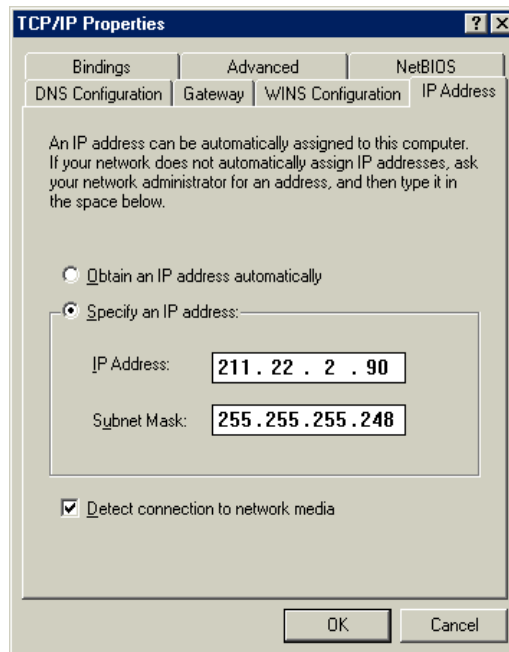 TCP/IP Properties
Bindings Advanced NetBIOS
DNS Configuration Gateway WINS Configuration IP Address
An IP address can be automatically assigned to this computer.
If your network does not automatically assign IP addresses, ask
your network administrator for an address, and then type it in
the space below.
Obtain an IP address automatically
Specify an IP address:
IP Address: 211 . 22 . 2 . 90
Subnet Mask: 255 . 255 . 255 . 248
Detect connection to network media
OK Cancel